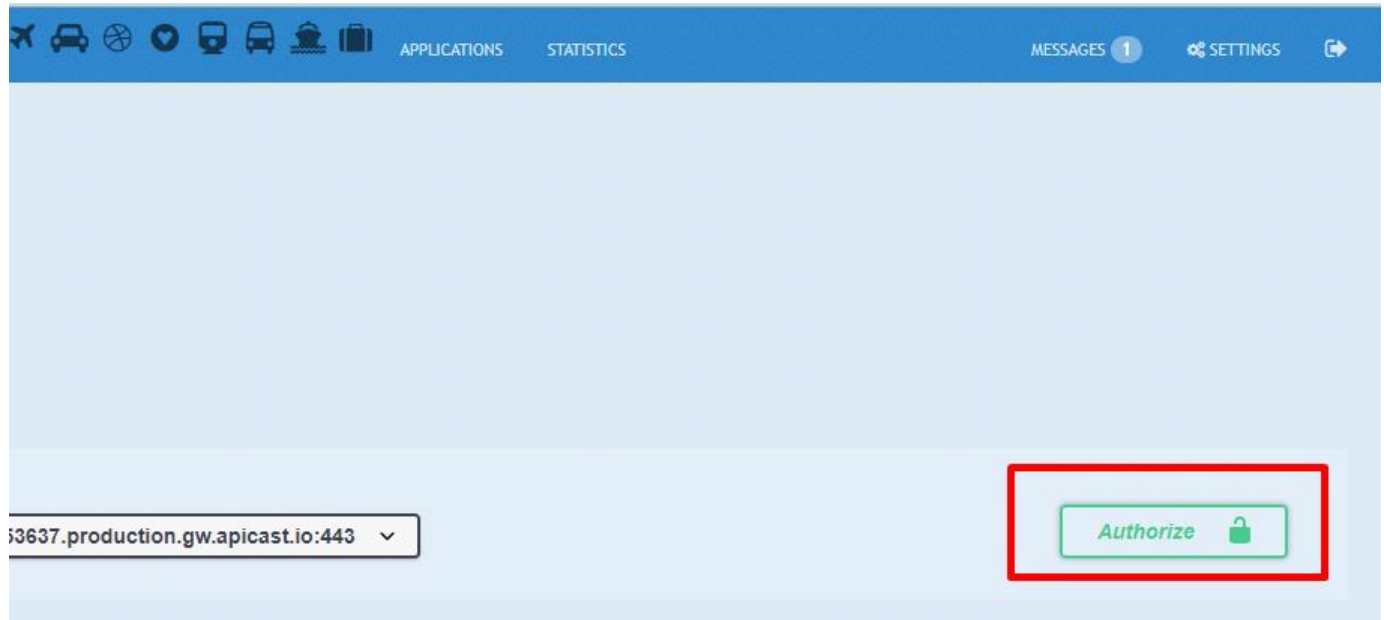 APPLICATIONS STATISTICS MESSAGES 1 SETTINGS
53637.production.gw.apicast.io:443
Authorize